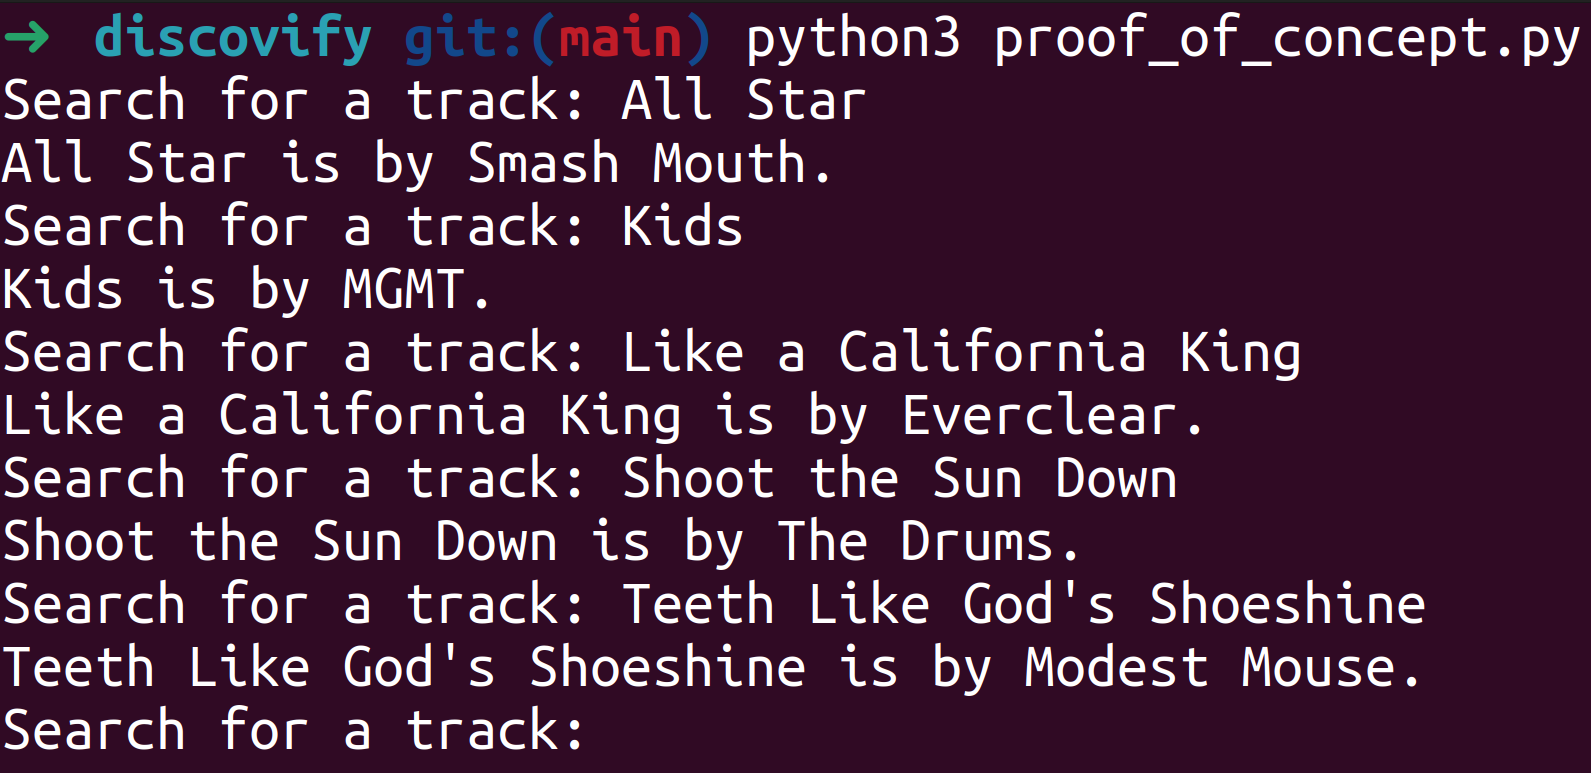 ➜ discovify git:(main) python3 proof_of_concept.py
Search for a track: All Star
All Star is by Smash Mouth.
Search for a track: Kids
Kids is by MGMT.
Search for a track: Like a California King
Like a California King is by Everclear.
Search for a track: Shoot the Sun Down
Shoot the Sun Down is by The Drums.
Search for a track: Teeth Like God's Shoeshine
Teeth Like God's Shoeshine is by Modest Mouse.
Search for a track: